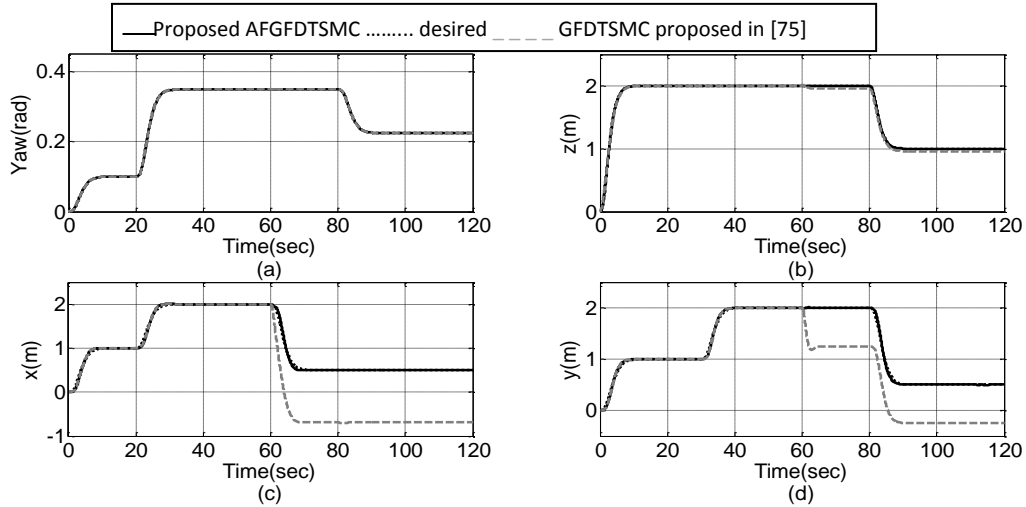 Proposed AFGFDTSMC ……... desired _ _ _ _ GFDTSMC proposed in [75]
0.4
0.2
0
Yaw(rad)
0 20 40 60 80 100 120
Time(sec)
(a)
2
1
0
z(m)
0 20 40 60 80 100 120
Time(sec)
(b)
2
1
0
-1
x(m)
0 20 40 60 80 100 120
Time(sec)
(c)
2
1
0
y(m)
0 20 40 60 80 100 120
Time(sec)
(d)